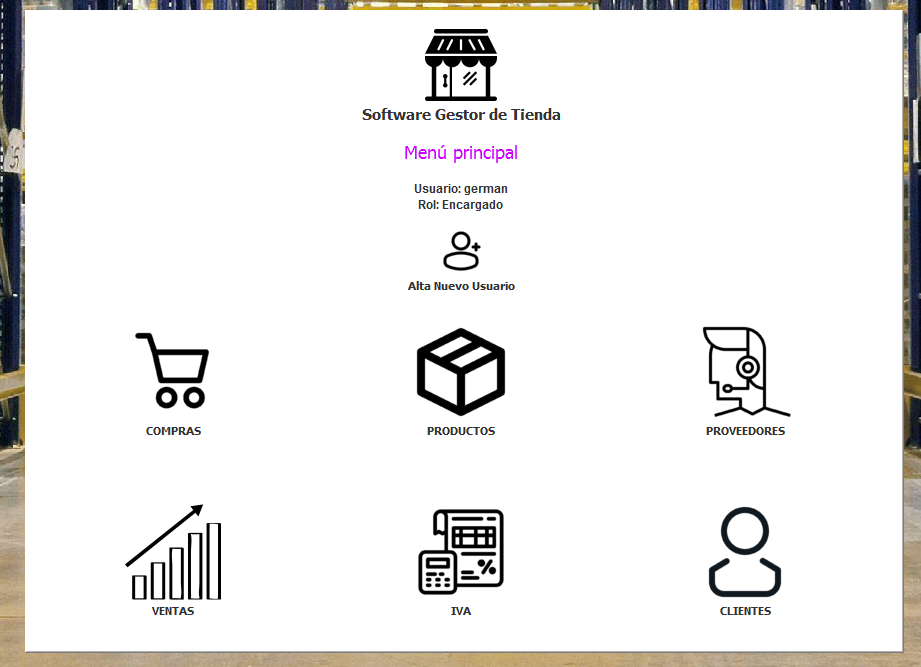 Software Gestor de Tienda
Menú principal
Usuario: german
Rol: Encargado
Alta Nuevo Usuario
COMPRAS
PRODUCTOS
PROVEEDORES
%
VENTAS
IVA
CLIENTES